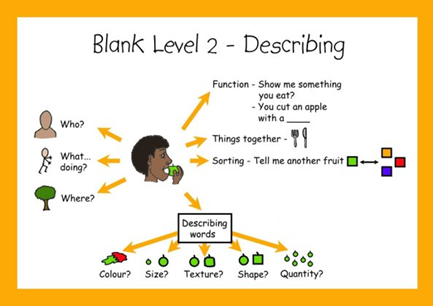 Blank Level 2 - Describing
Function - Show me something
you eat?
- You cut an apple
with a ____
Who?
Things together -
What...
doing?
Sorting - Tell me another fruit
Where?
Describing
words
Colour? Size? Texture? Shape? Quantity?